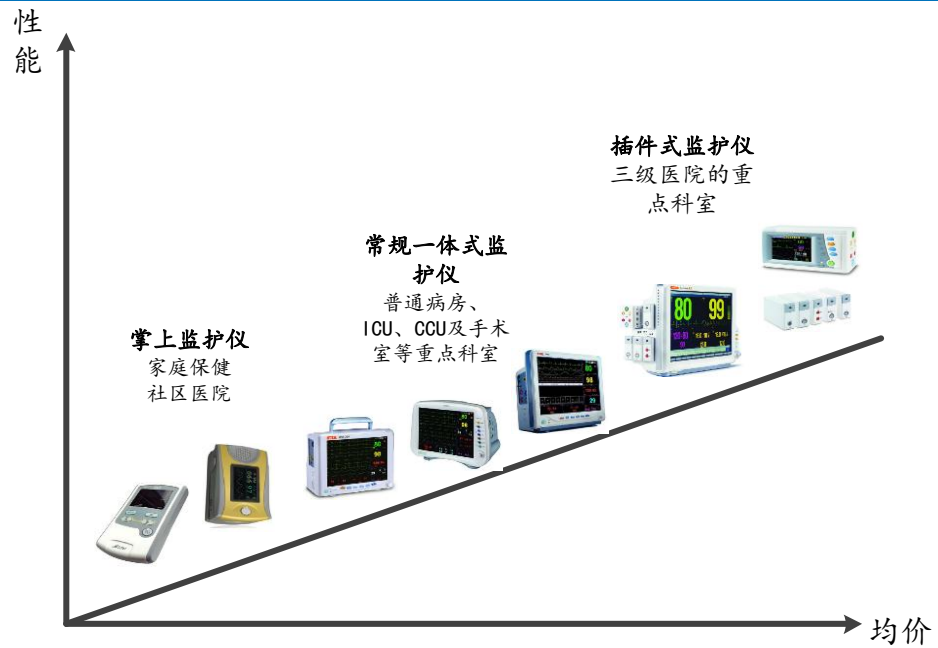 性
能
插件式监护仪
三级医院的重
点科室
常规一体式监
护仪
普通病房、
ICU、CCU及手术
室等重点科室
掌上监护仪
家庭保健
社区医院
80
99
均价